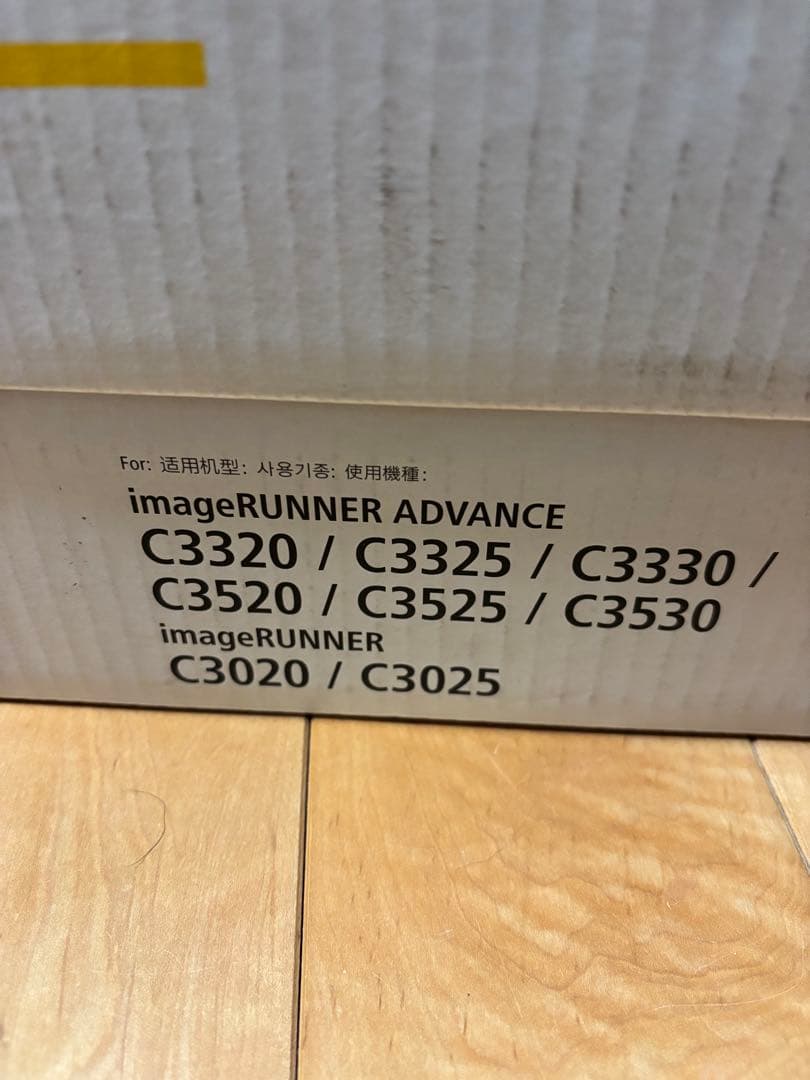 For: 适用机型: 사용기종: 使用機種:
imageRUNNER ADVANCE
C3320 / C3325 / C3330 /
C3520 / C3525 / C3530
imageRUNNER
C3020 / C3025